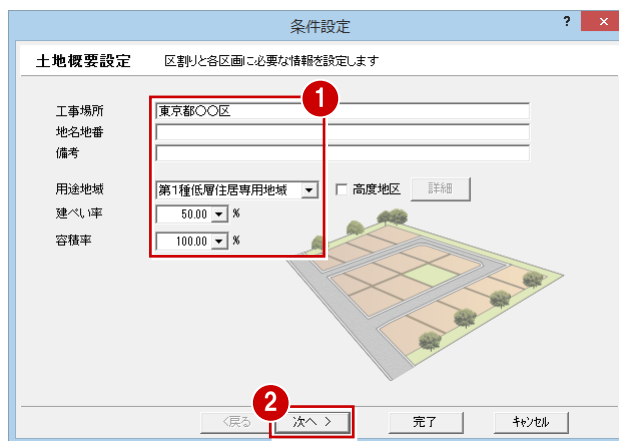 条件設定
? ×
土地概要設定 区割りと各区画に必要な情報を設定します
1
工事場所 東京都〇〇区
地名地番
備考
用途地域 第1種低層住居専用地域 高度地区 詳細
建ぺい率 50.00 %
容積率 100.00 %
2
<戻る 次へ > 完了 キャンセル